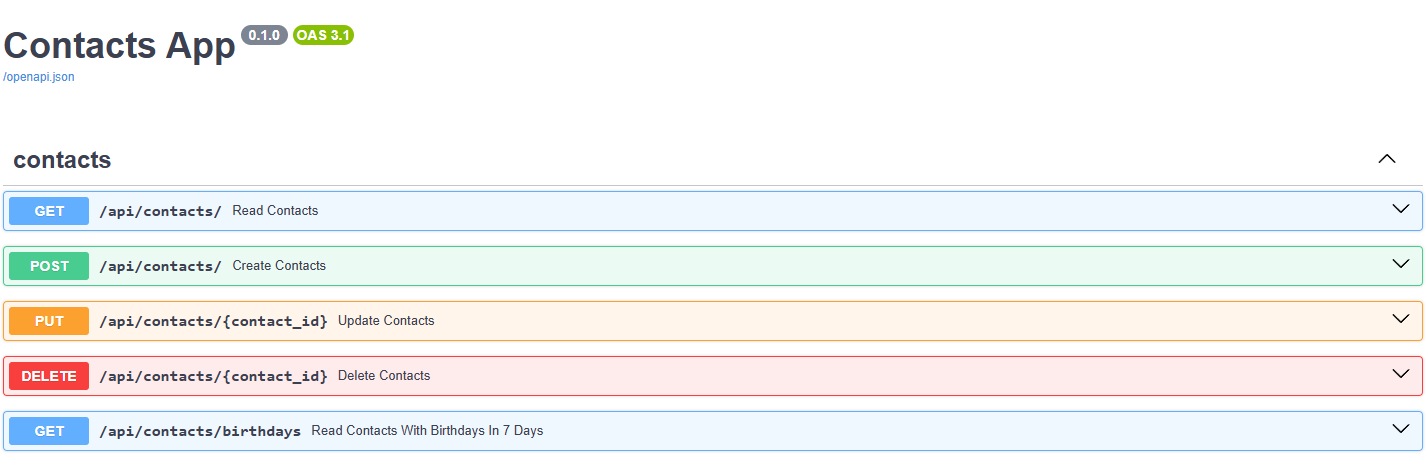 Contacts App 0.1.0 OAS 3.1
/openapi.json
contacts
GET /api/contacts/ Read Contacts
POST /api/contacts/ Create Contacts
PUT /api/contacts/{contact_id} Update Contacts
DELETE /api/contacts/{contact_id} Delete Contacts
GET /api/contacts/birthdays Read Contacts With Birthdays In 7 Days